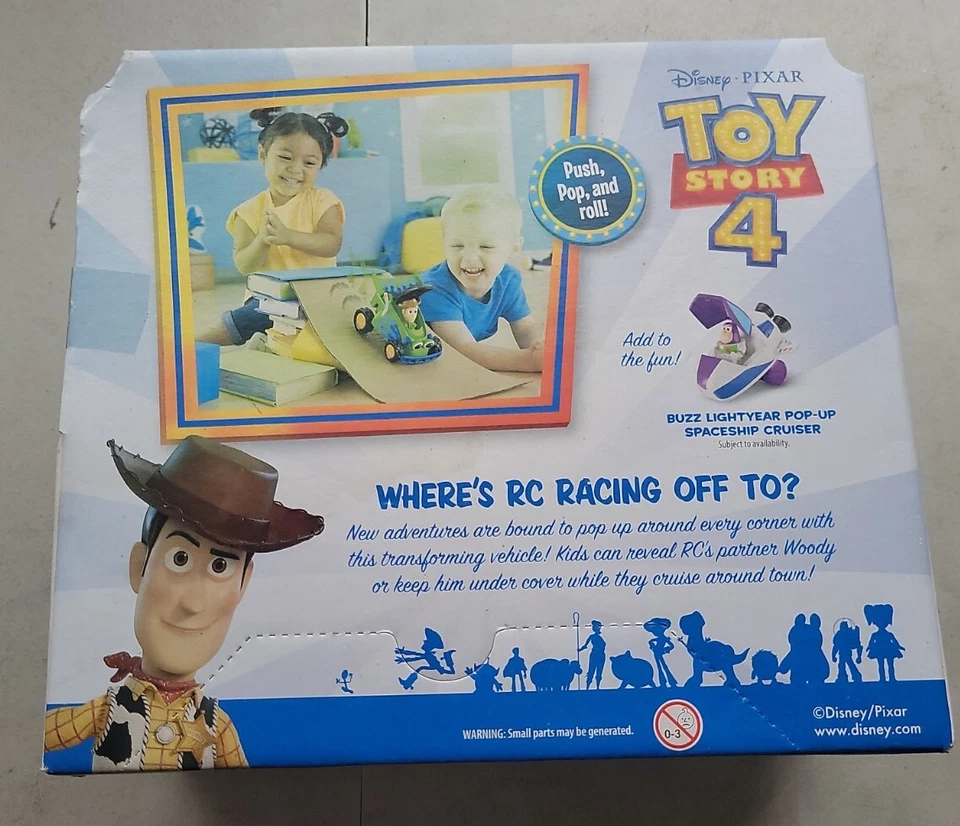 Disney · PIXAR
TOY
STORY
4
Push,
Pop, and
roll!
Add to
the fun!
BUZZ LIGHTYEAR POP-UP
SPACESHIP CRUISER
Subject to availability.
WHERE'S RC RACING OFF TO?
New adventures are bound to pop up around every corner with
this transforming vehicle! Kids can reveal RC's partner Woody
or keep him under cover while they cruise around town!
WARNING: Small parts may be generated.
0-3
©Disney/Pixar
www.disney.com